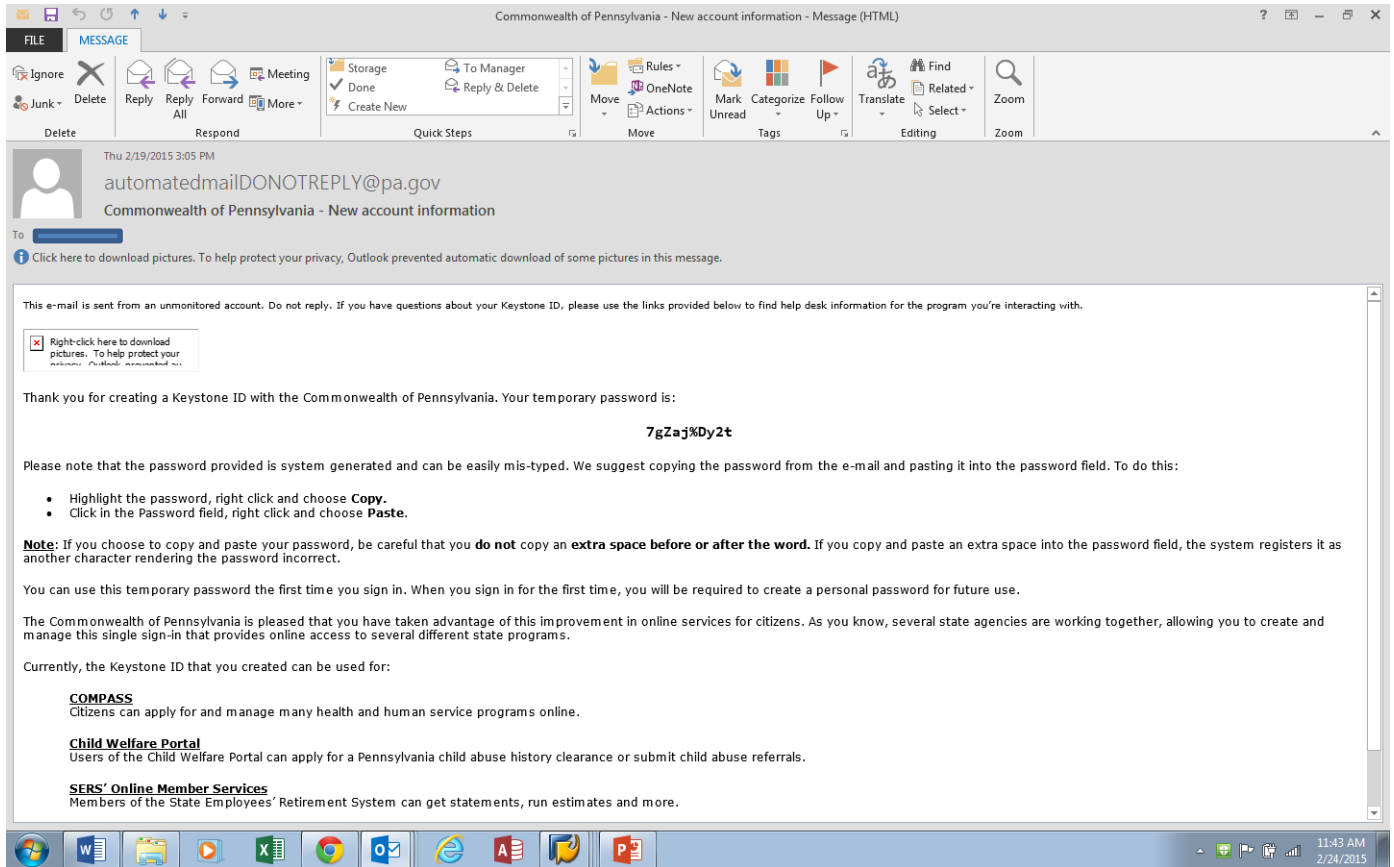 Commonwealth of Pennsylvania - New account information - Message (HTML)
FILE MESSAGE
Ignore
Junk
Delete
Reply
Reply All
Forward
Meeting
More
Storage
To Manager
Done
Reply & Delete
Create New
Move
Rules
OneNote
Actions
Mark Unread
Categorize
Follow Up
Translate
Find
Related
Select
Zoom
Delete Respond Quick Steps Move Tags Editing Zoom
Thu 2/19/2015 3:05 PM
automatedmailDONOTREPLY@pa.gov
Commonwealth of Pennsylvania - New account information
To
Click here to download pictures. To help protect your privacy, Outlook prevented automatic download of some pictures in this message.
This e-mail is sent from an unmonitored account. Do not reply. If you have questions about your Keystone ID, please use the links provided below to find help desk information for the program you're interacting with.
Right-click here to download
pictures. To help protect your
privacy, Outlook prevented au
Thank you for creating a Keystone ID with the Commonwealth of Pennsylvania. Your temporary password is:
7gZaj%Dy2t
Please note that the password provided is system generated and can be easily mis-typed. We suggest copying the password from the e-mail and pasting it into the password field. To do this:
• Highlight the password, right click and choose Copy.
• Click in the Password field, right click and choose Paste.
Note: If you choose to copy and paste your password, be careful that you do not copy an extra space before or after the word. If you copy and paste an extra space into the password field, the system registers it as
another character rendering the password incorrect.
You can use this temporary password the first time you sign in. When you sign in for the first time, you will be required to create a personal password for future use.
The Commonwealth of Pennsylvania is pleased that you have taken advantage of this improvement in online services for citizens. As you know, several state agencies are working together, allowing you to create and
manage this single sign-in that provides online access to several different state programs.
Currently, the Keystone ID that you created can be used for:
COMPASS
Citizens can apply for and manage many health and human service programs online.
Child Welfare Portal
Users of the Child Welfare Portal can apply for a Pennsylvania child abuse history clearance or submit child abuse referrals.
SERS' Online Member Services
Members of the State Employees' Retirement System can get statements, run estimates and more.
11:43 AM
2/24/2015